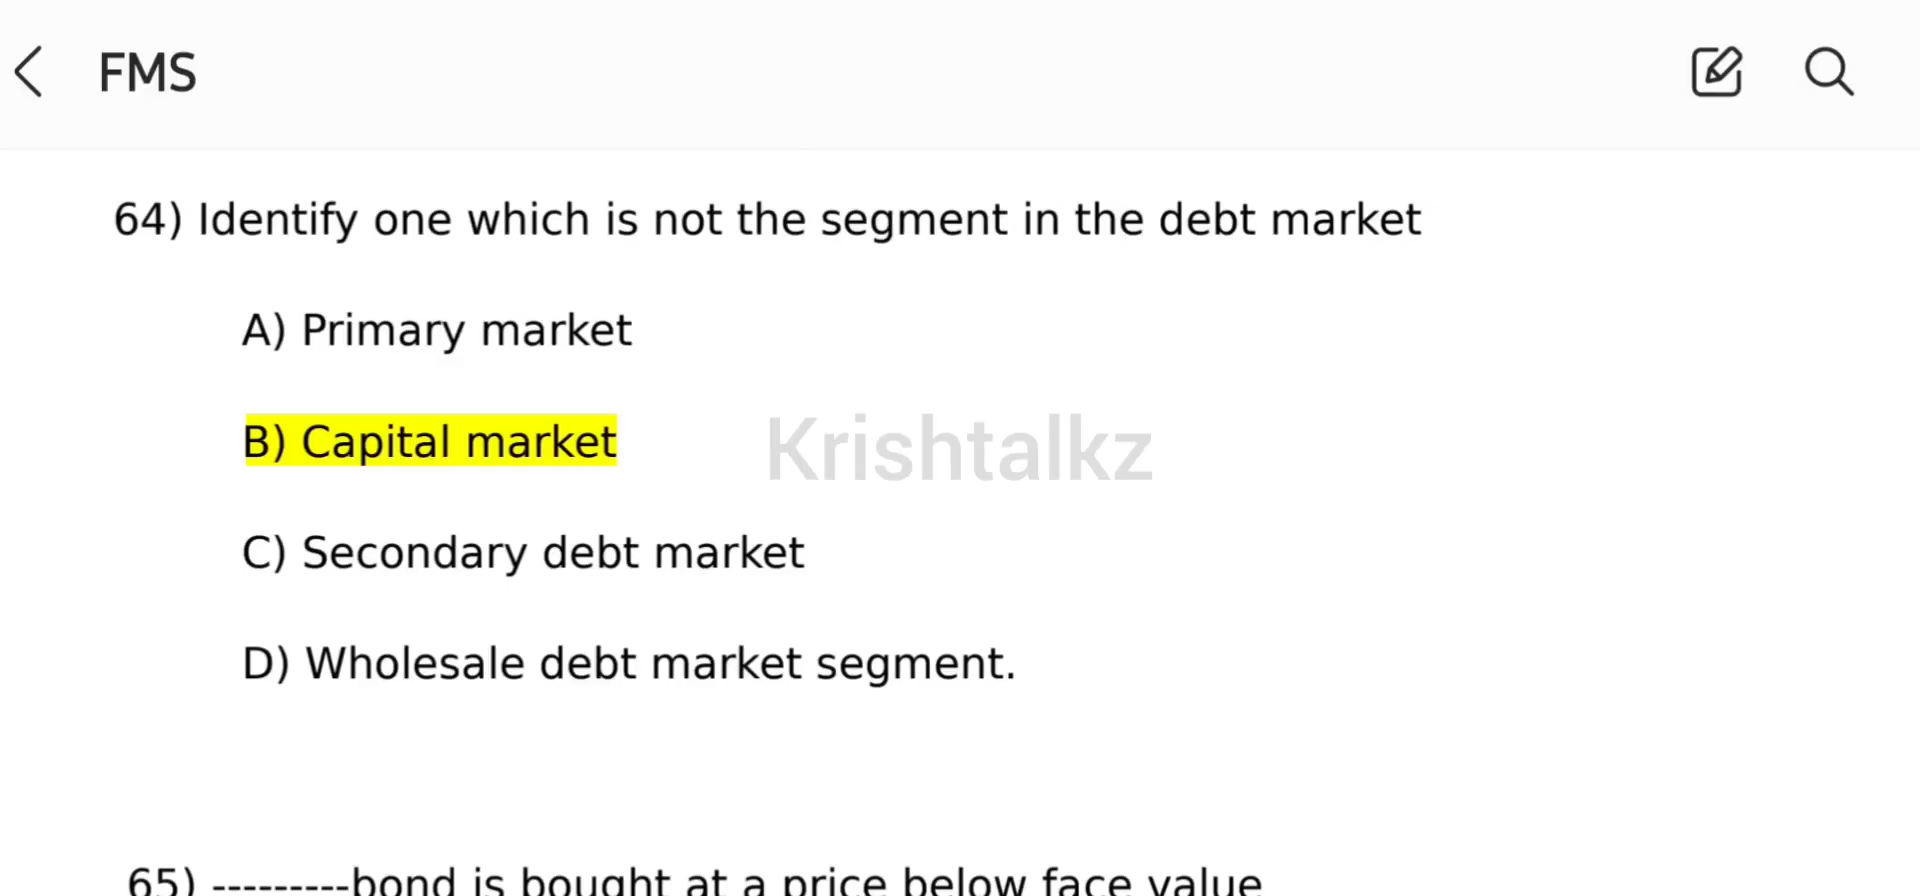 FMS
64) Identify one which is not the segment in the debt market
A) Primary market
B) Capital market
Krishtalkz
C) Secondary debt market
D) Wholesale debt market segment.
65) ---------bond is bought at a price below face value